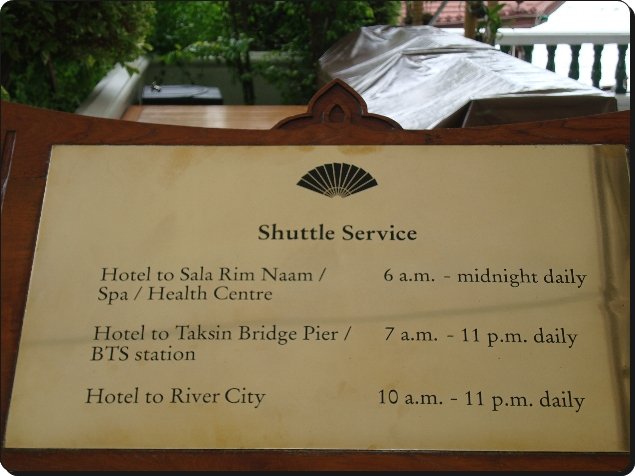 Shuttle Service
Hotel to Sala Rim Naam / 6 a.m. - midnight daily
Spa / Health Centre
Hotel to Taksin Bridge Pier / 7 a.m. - 11 p.m. daily
BTS station
Hotel to River City 10 a.m. - 11 p.m. daily